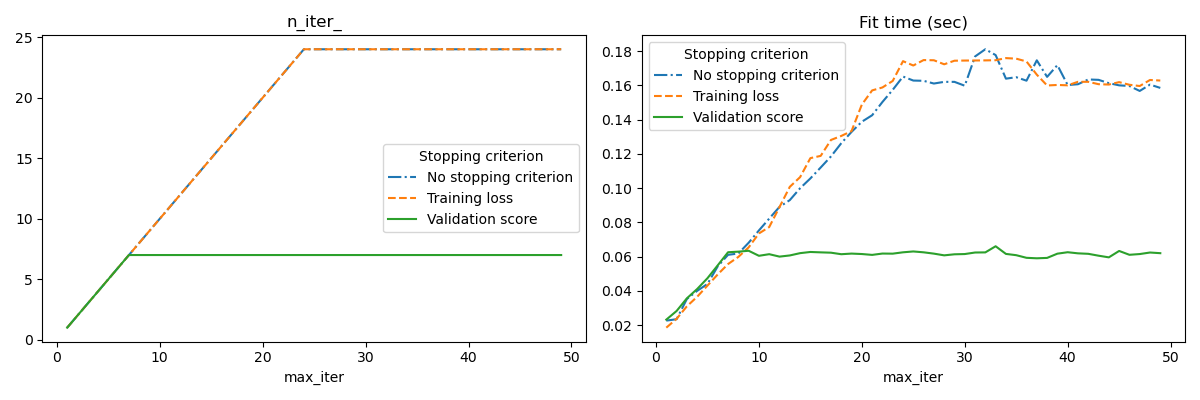 n_iter_
25
20
15
10
5
0
Stopping criterion
No stopping criterion
Training loss
Validation score
0 10 20 30 40 50
max_iter
Fit time (sec)
0.18
0.16
0.14
0.12
0.10
0.08
0.06
0.04
0.02
Stopping criterion
No stopping criterion
Training loss
Validation score
0 10 20 30 40 50
max_iter